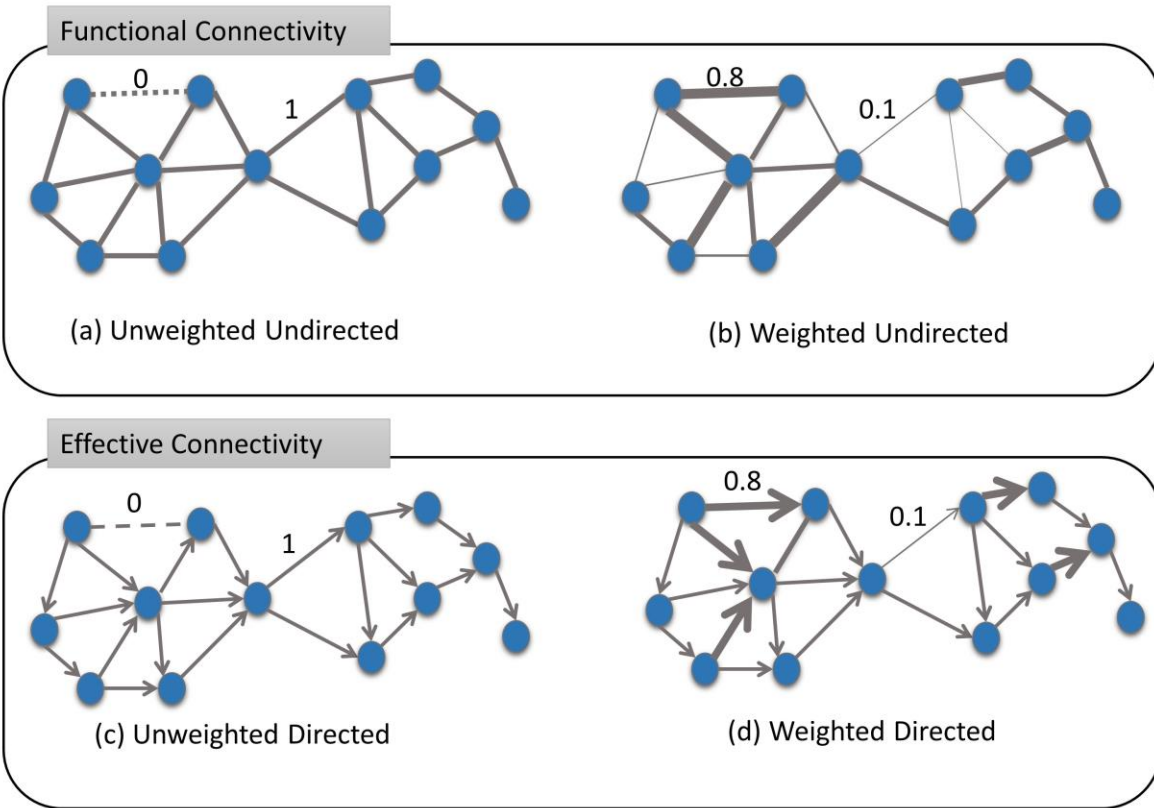 Functional Connectivity
0
1
0.8
0.1
(a) Unweighted Undirected
(b) Weighted Undirected
Effective Connectivity
0
1
0.8
0.1
(c) Unweighted Directed
(d) Weighted Directed